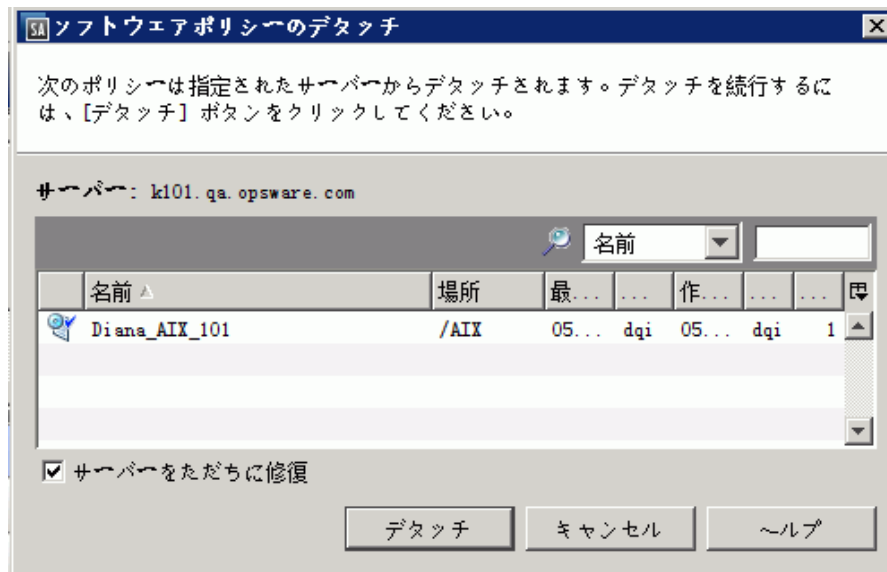 SA ソフトウェアポリシーのデタッチ
次のポリシーは指定されたサーバーからデタッチされます。デタッチを続行するに
は、[デタッチ] ボタンをクリックしてください。
サーバー: k101.qa.opsware.com
名前
名前 場所 最... ... 作... ... ...
Diana_AIX_101 /AIX 05... dqi 05... dqi 1
サーバーをただちに修復
デタッチ キャンセル ヘルプ